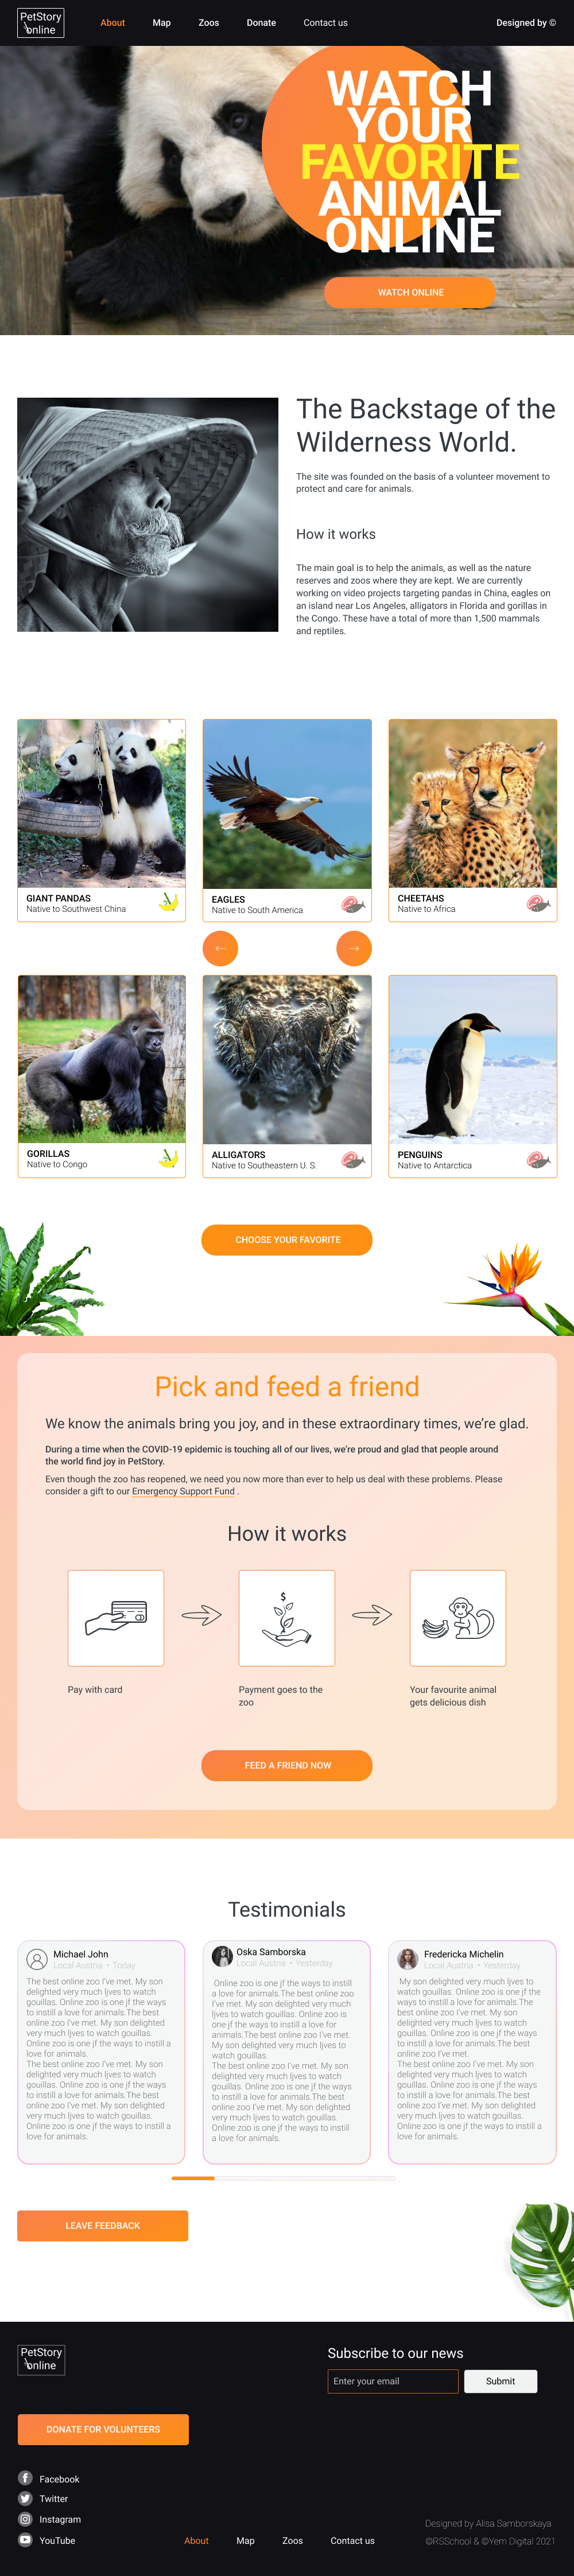 PetStory
online
About
Map
Zoos
Donate
Contact us
Designed by ©
WATCH
YOUR
FAVORITE
ANIMAL
ONLINE
WATCH ONLINE
The Backstage of the
Wilderness World.
The site was founded on the basis of a volunteer movement to
protect and care for animals.
How it works
The main goal is to help the animals, as well as the nature
reserves and zoos where they are kept. We are currently
working on video projects targeting pandas in China, eagles on
an island near Los Angeles, alligators in Florida and gorillas in
the Congo. These have a total of more than 1,500 mammals
and reptiles.
GIANT PANDAS
Native to Southwest China
EAGLES
Native to South America
CHEETAHS
Native to Africa
GORILLAS
Native to Congo
ALLIGATORS
Native to Southeastern U. S.
PENGUINS
Native to Antarctica
CHOOSE YOUR FAVORITE
Pick and feed a friend
We know the animals bring you joy, and in these extraordinary times, we're glad.
During a time when the COVID-19 epidemic is touching all of our lives, we're proud and glad that people around
the world find joy in PetStory.
Even though the zoo has reopened, we need you now more than ever to help us deal with these problems. Please
consider a gift to our Emergency Support Fund .
How it works
$
Pay with card
Payment goes to the
zoo
Your favourite animal
gets delicious dish
FEED A FRIEND NOW
Testimonials
Michael John
Local Austria • Today
The best online zoo I've met. My son
delighted very much ljves to watch
gouillas. Online zoo is one jf the ways
to instill a love for animals.The best
online zoo I've met. My son delighted
very much ljves to watch gouillas.
Online zoo is one jf the ways to instill a
love for animals.
The best online zoo I've met. My son
delighted very much ljves to watch
gouillas. Online zoo is one jf the ways
to instill a love for animals.The best
online zoo I've met. My son delighted
very much ljves to watch gouillas.
Online zoo is one jf the ways to instill a
love for animals.
Oska Samborska
Local Austria • Yesterday
Online zoo is one jf the ways to instill
a love for animals.The best online zoo
I've met. My son delighted very much
ljves to watch gouillas. Online zoo is
one jf the ways to instill a love for
animals.The best online zoo I've met.
My son delighted very much ljves to
watch gouillas.
The best online zoo I've met. My son
delighted very much ljves to watch
gouillas. Online zoo is one jf the ways
to instill a love for animals.The best
online zoo I've met. My son delighted
very much ljves to watch gouillas.
Online zoo is one jf the ways to instill
a love for animals.
Fredericka Michelin
Local Austria • Yesterday
My son delighted very much ljves to
watch gouillas. Online zoo is one jf the
ways to instill a love for animals.The
best online zoo I've met. My son
delighted very much ljves to watch
gouillas. Online zoo is one jf the ways
to instill a love for animals.The best
online zoo I've met.
The best online zoo I've met. My son
delighted very much ljves to watch
gouillas. Online zoo is one jf the ways
to instill a love for animals.The best
online zoo I've met. My son delighted
very much ljves to watch gouillas.
Online zoo is one jf the ways to instill a
love for animals.
LEAVE FEEDBACK
PetStory
online
Subscribe to our news
Enter your email
Submit
DONATE FOR VOLUNTEERS
Facebook
Twitter
Instagram
YouTube
About
Map
Zoos
Contact us
Designed by Alisa Samborskaya
©RSSchool & ©Yem Digital 2021